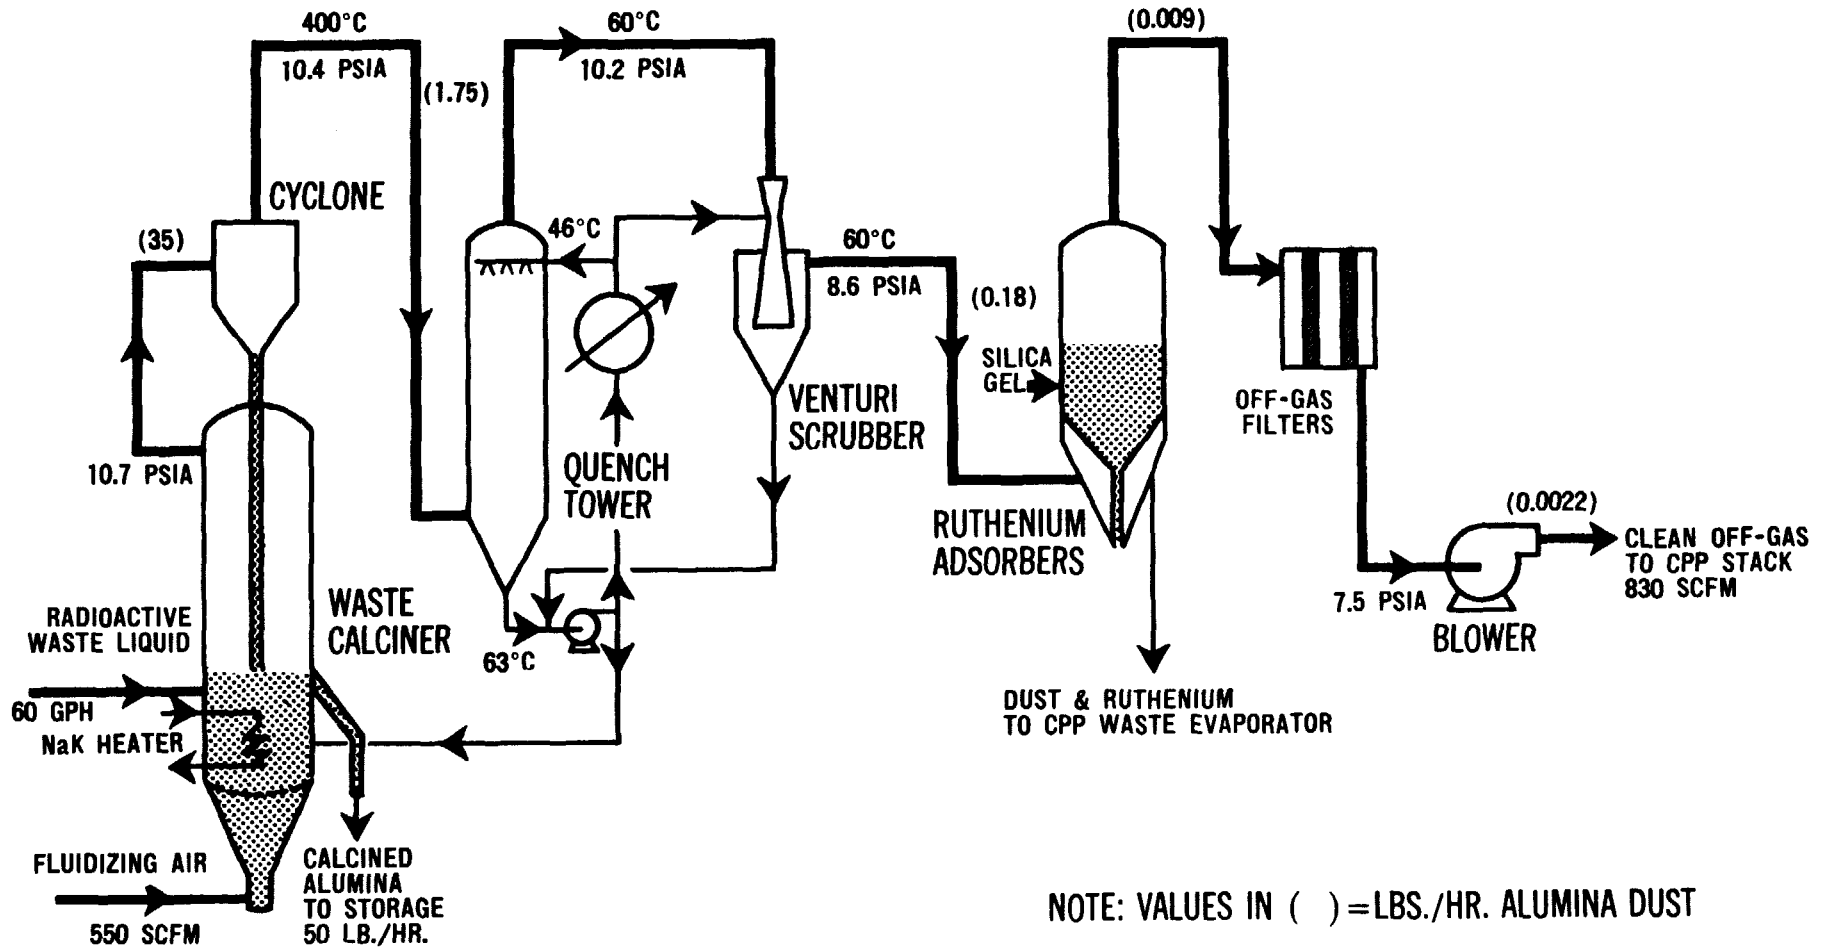 400°C
10.4 PSIA
(1.75)
60°C
10.2 PSIA
(0.009)
CYCLONE
(35)
46°C
60°C
8.6 PSIA
(0.18)
SILICA
GEL
VENTURI
SCRUBBER
OFF-GAS
FILTERS
10.7 PSIA
QUENCH
TOWER
RUTHENIUM
ADSORBERS
(0.0022)
CLEAN OFF-GAS
TO CPP STACK
830 SCFM
7.5 PSIA
BLOWER
WASTE
CALCINER
RADIOACTIVE
WASTE LIQUID
63°C
60 GPH
NaK HEATER
DUST & RUTHENIUM
TO CPP WASTE EVAPORATOR
FLUIDIZING AIR
550 SCFM
CALCINED
ALUMINA
TO STORAGE
50 LB./HR.
NOTE: VALUES IN ( )=LBS./HR. ALUMINA DUST